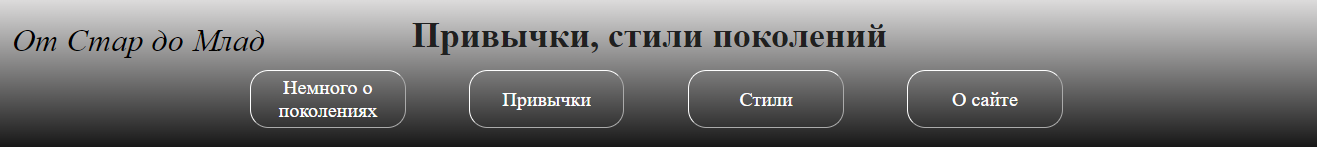 От Стар до Млад
Привычки, стили поколений
Немного о
поколениях
Привычки
Стили
О сайте